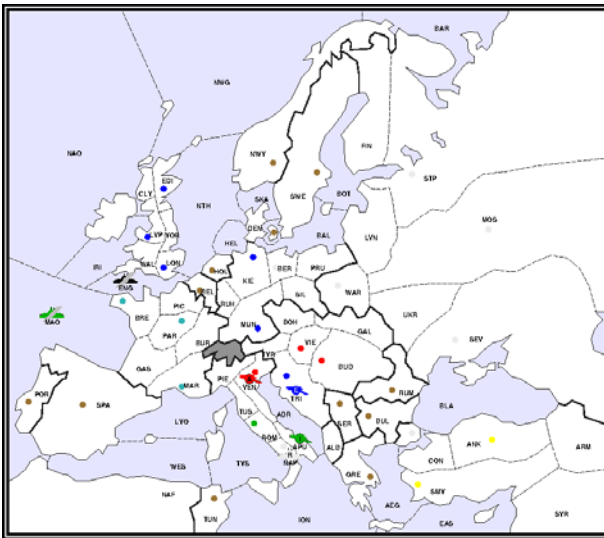 BAR
NWG
NAO
FIN
NWY
STP
EDI
CLY
SWE
BOT
SKA
NTH
MOS
DEN
LVN
LVP
YOR
BAL
HEL
IRI
WAL
LON
HOL
KIE
BER
PRU
WAR
ENG
BEL
RUH
SIL
MAO
PIC
UKR
BRE
MUN
BOH
GAL
PAR
SEV
BUR
VIE
TYR
BUD
GAS
PIE
VEN
MAR
TRI
RUM
POR
SPA
TUS
ADR
SER
BUL
BLA
LYO
ROM
APU
ALB
ANK
ARM
CON
WES
TYS
NAP
GRE
SMY
NAF
TUN
ION
AEG
EAS
SYR